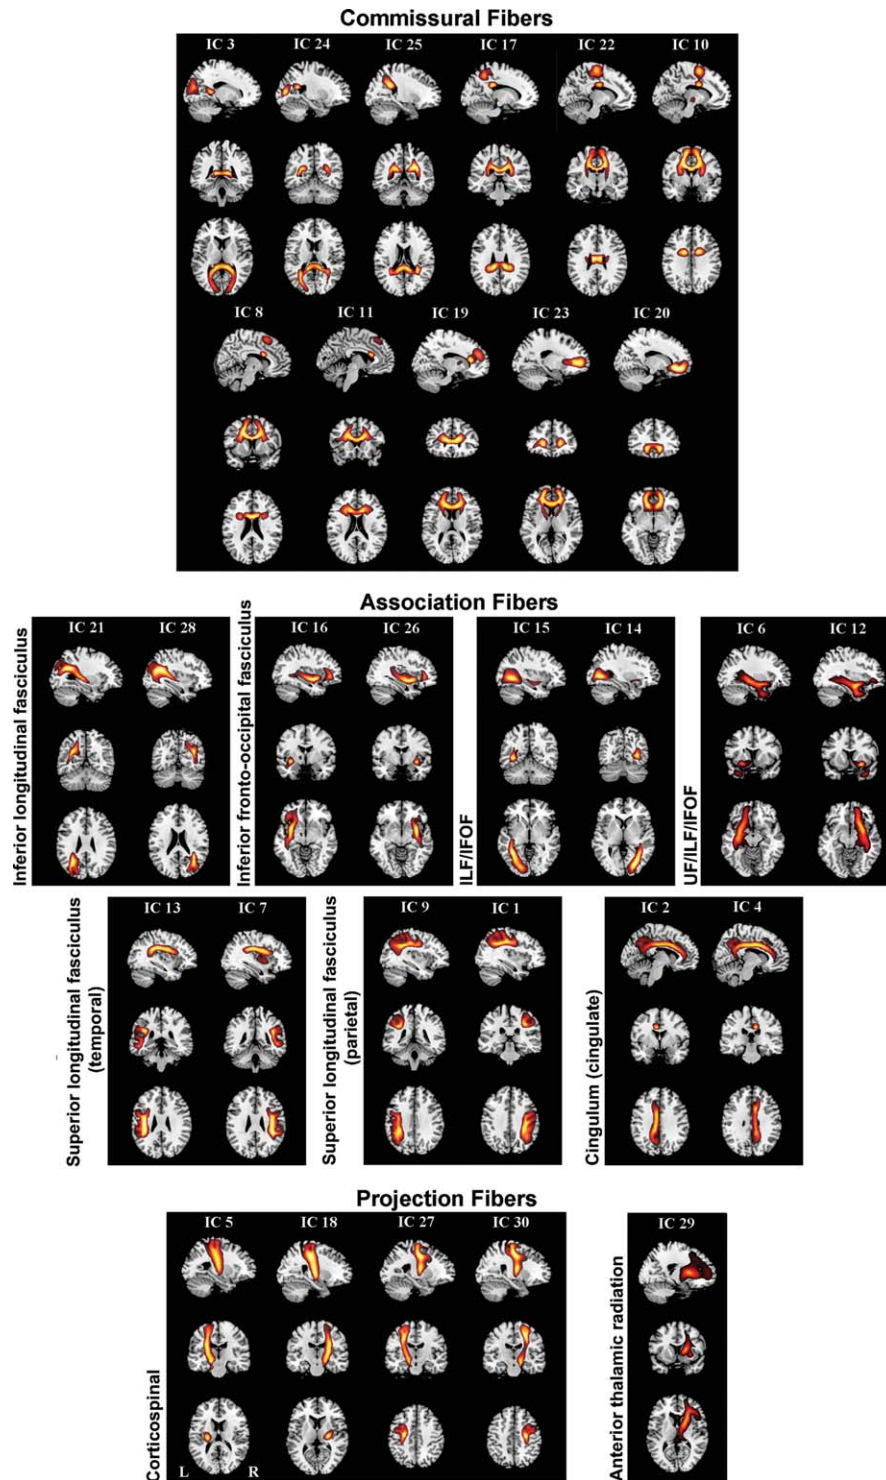 Commissural Fibers
IC 3 IC 24 IC 25 IC 17 IC 22 IC 10
IC 8 IC 11 IC 19 IC 23 IC 20
Association Fibers
Inferior longitudinal fasciculus
IC 21 IC 28
Inferior fronto-occipital fasciculus
IC 16 IC 26
ILF/IFOF
IC 15 IC 14
UF/ILF/IFOF
IC 6 IC 12
Superior longitudinal fasciculus
(temporal)
IC 13 IC 7
Superior longitudinal fasciculus
(parietal)
IC 9 IC 1
Cingulum (cingulate)
IC 2 IC 4
Projection Fibers
Corticospinal
IC 5 IC 18 IC 27 IC 30
L R
Anterior thalamic radiation
IC 29